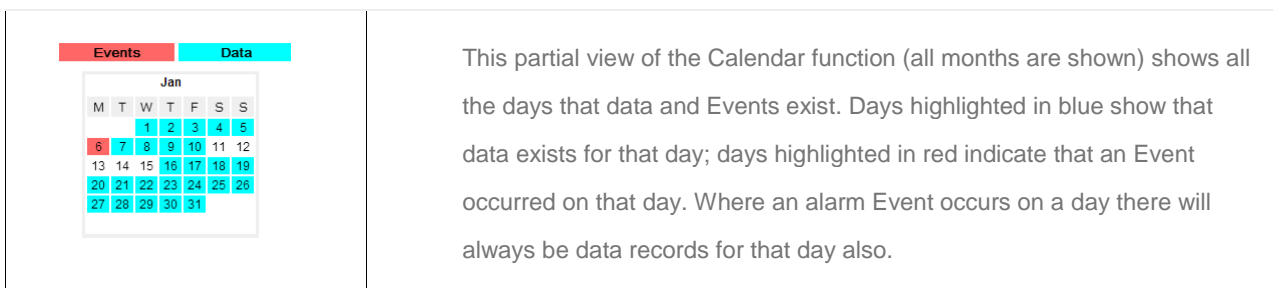 Events Data
Jan
M T W T F S S
1 2 3 4 5
6 7 8 9 10 11 12
13 14 15 16 17 18 19
20 21 22 23 24 25 26
27 28 29 30 31
This partial view of the Calendar function (all months are shown) shows all
the days that data and Events exist. Days highlighted in blue show that
data exists for that day; days highlighted in red indicate that an Event
occurred on that day. Where an alarm Event occurs on a day there will
always be data records for that day also.